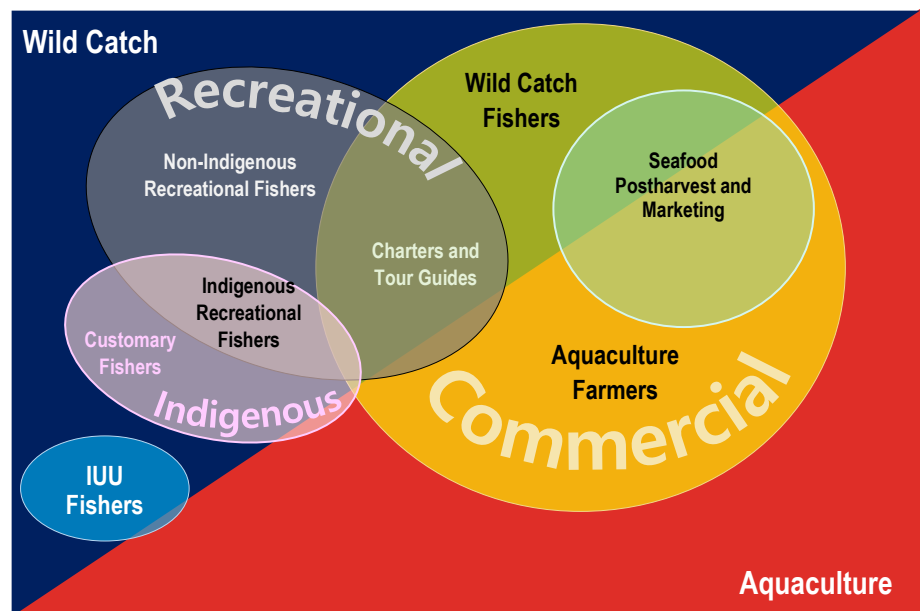 Wild Catch
Recreational
Wild Catch
Fishers
Non-Indigenous
Recreational Fishers
Seafood
Postharvest and
Marketing
Charters and
Tour Guides
Indigenous
Recreational
Fishers
Customary
Fishers
Indigenous
Aquaculture
Farmers
Commercial
IUU
Fishers
Aquaculture